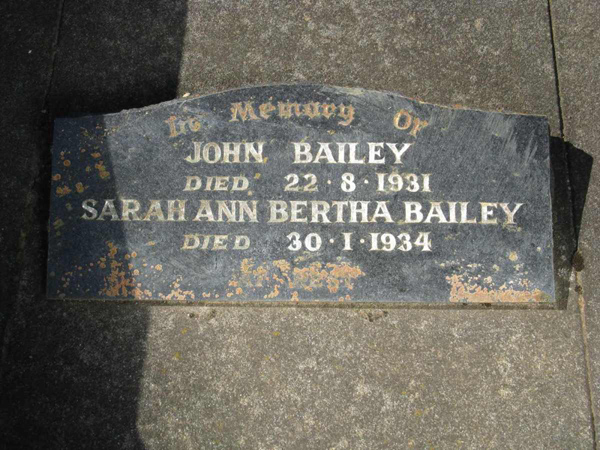 In Memory Of
JOHN BAILEY
DIED 22·8·1931
SARAH ANN BERTHA BAILEY
DIED 30·1·1934